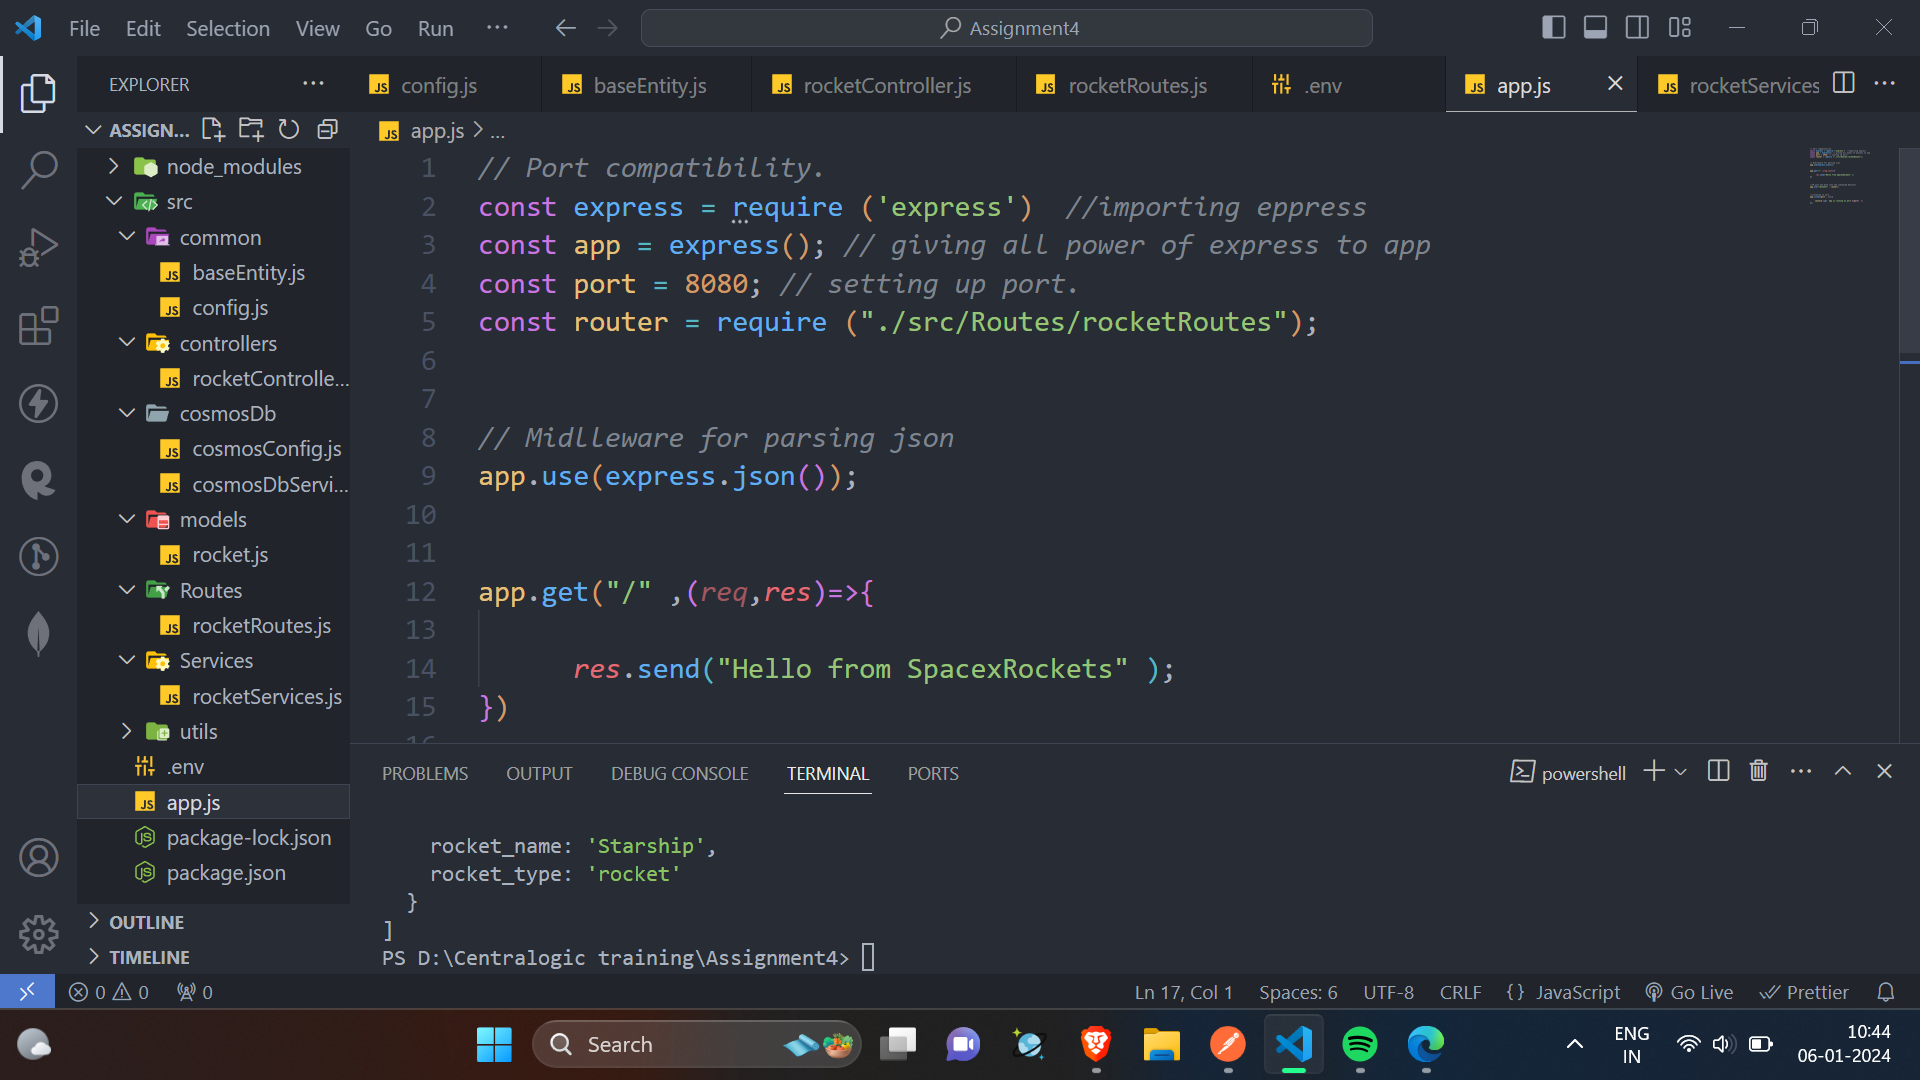 File Edit Selection View Go Run ··· Assignment4
EXPLORER ···
config.js baseEntity.js rocketController.js rocketRoutes.js .env app.js rocketServices
ASSIGN...
app.js > ...
node_modules
src
common
baseEntity.js
config.js
controllers
rocketControlle...
cosmosDb
cosmosConfig.js
cosmosDbServi...
models
rocket.js
Routes
rocketRoutes.js
Services
rocketServices.js
utils
.env
app.js
package-lock.json
package.json
OUTLINE
TIMELINE
1 // Port compatibility.
2 const express = require ('express')  //importing eppress
3 const app = express(); // giving all power of express to app
4 const port = 8080; // setting up port.
5 const router = require ("./src/Routes/rocketRoutes");
6
7
8 // Midlleware for parsing json
9 app.use(express.json());
10
11
12 app.get("/" ,(req,res)=>{
13
14 res.send("Hello from SpacexRockets" );
15 })
PROBLEMS OUTPUT DEBUG CONSOLE TERMINAL PORTS powershell
rocket_name: 'Starship',
rocket_type: 'rocket'
}
]
PS D:\Centralogic training\Assignment4>
0 0 0 Ln 17, Col 1 Spaces: 6 UTF-8 CRLF {} JavaScript Go Live Prettier
Search ENG 10:44
IN 06-01-2024